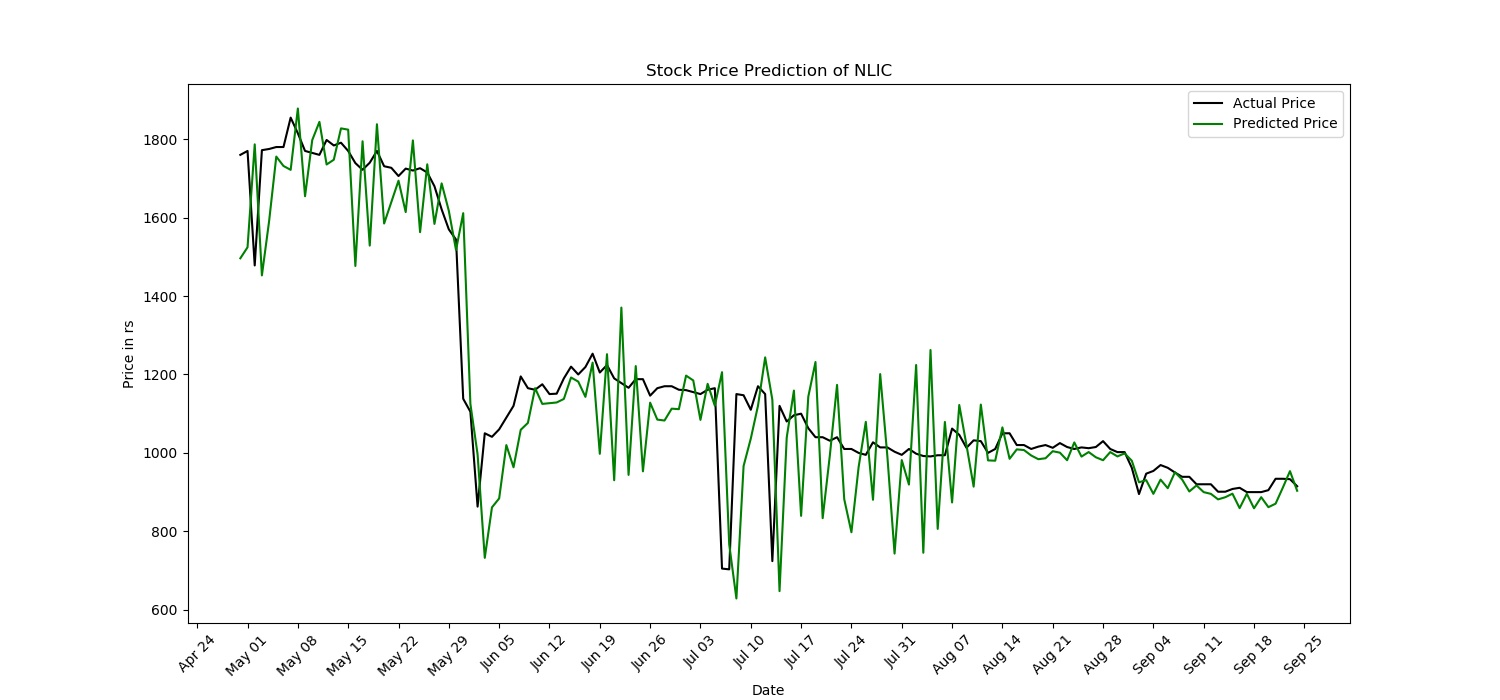 Stock Price Prediction of NLIC
Actual Price
Predicted Price
Price in rs
1800
1600
1400
1200
1000
800
600
Apr 24
May 01
May 08
May 15
May 22
May 29
Jun 05
Jun 12
Jun 19
Jun 26
Jul 03
Jul 10
Jul 17
Jul 24
Jul 31
Aug 07
Aug 14
Aug 21
Aug 28
Sep 04
Sep 11
Sep 18
Sep 25
Date